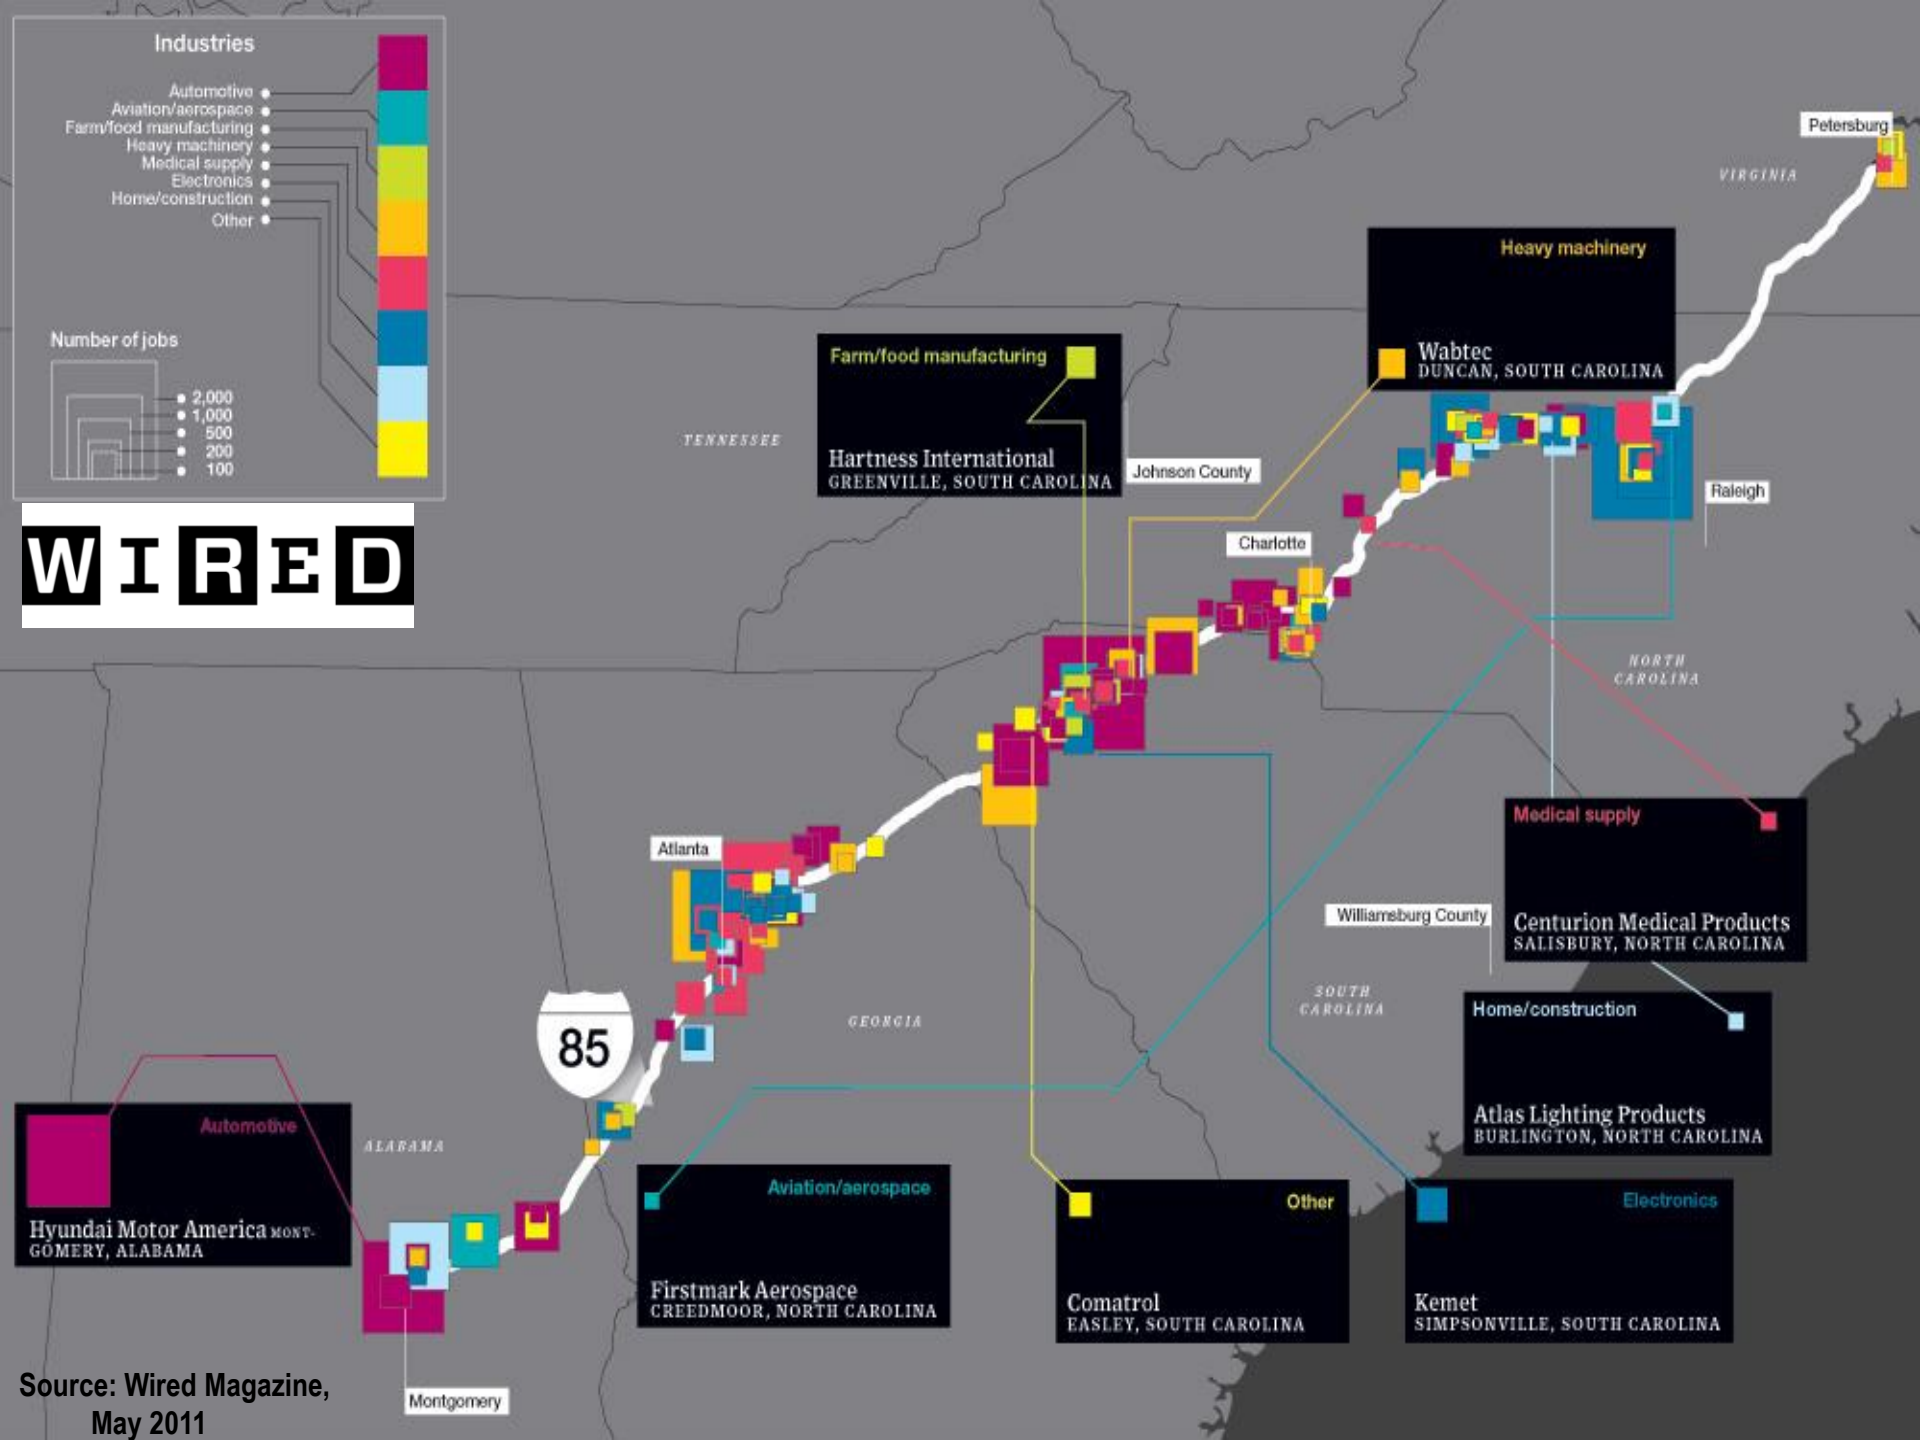 Industries
Automotive
Aviation/aerospace
Farm/food manufacturing
Heavy machinery
Medical supply
Electronics
Home/construction
Other
Number of jobs
2,000
1,000
500
200
100
WIRED
Petersburg
VIRGINIA
Heavy machinery
Wabtec
DUNCAN, SOUTH CAROLINA
Farm/food manufacturing
Hartness International
GREENVILLE, SOUTH CAROLINA
TENNESSEE
Johnson County
Raleigh
Charlotte
NORTH
CAROLINA
Medical supply
Centurion Medical Products
SALISBURY, NORTH CAROLINA
Atlanta
Williamsburg County
SOUTH
CAROLINA
GEORGIA
85
Home/construction
Atlas Lighting Products
BURLINGTON, NORTH CAROLINA
Automotive
Hyundai Motor America MONT-
GOMERY, ALABAMA
ALABAMA
Aviation/aerospace
Firstmark Aerospace
CREEDMOOR, NORTH CAROLINA
Other
Comatrol
EASLEY, SOUTH CAROLINA
Electronics
Kemet
SIMPSONVILLE, SOUTH CAROLINA
Montgomery
Source: Wired Magazine,
May 2011